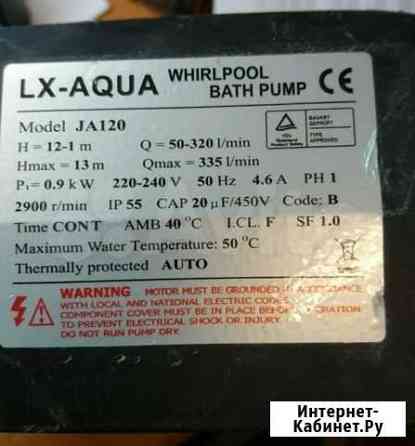 LX-AQUA WHIRLPOOL BATH PUMP CE
Model JA120
H = 12-1 m Q = 50-320 l/min
Hmax = 13 m Qmax = 335 l/min
P₁= 0.9 kW 220-240 V 50 Hz 4.6 A PH 1
2900 r/min IP 55 CAP 20 µF/450V Code: B
Time CONT AMB 40 °C I.CL. F SF 1.0
Maximum Water Temperature: 50 °C
Thermally protected AUTO
WARNING MOTOR MUST BE GROUNDED IN
WITH LOCAL AND NATIONAL ELECTRIC CODES.
COMPONENT COVER MUST BE IN PLACE BEFORE
TO PREVENT ELECTRICAL SHOCK OR INJURY.
DO NOT RUN PUMP DRY.
Интернет-
Кабинет.Ру